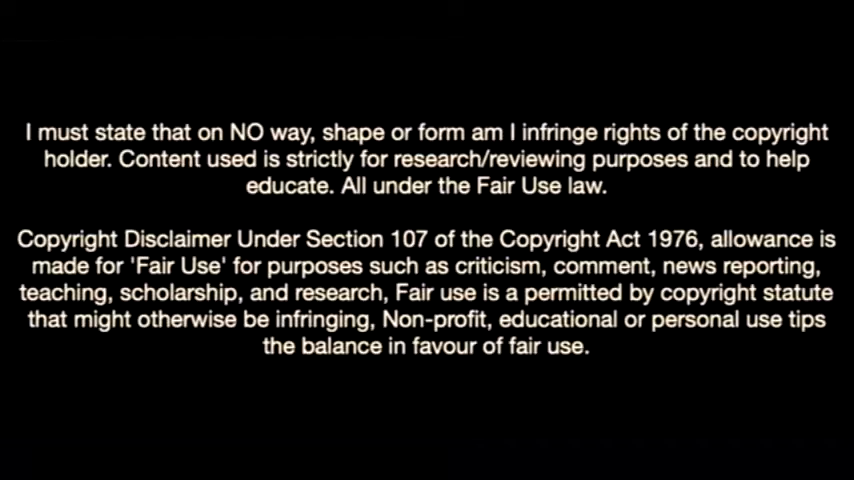 I must state that on NO way, shape or form am I infringe rights of the copyright
holder. Content used is strictly for research/reviewing purposes and to help
educate. All under the Fair Use law.
Copyright Disclaimer Under Section 107 of the Copyright Act 1976, allowance is
made for 'Fair Use' for purposes such as criticism, comment, news reporting,
teaching, scholarship, and research, Fair use is a permitted by copyright statute
that might otherwise be infringing, Non-profit, educational or personal use tips
the balance in favour of fair use.